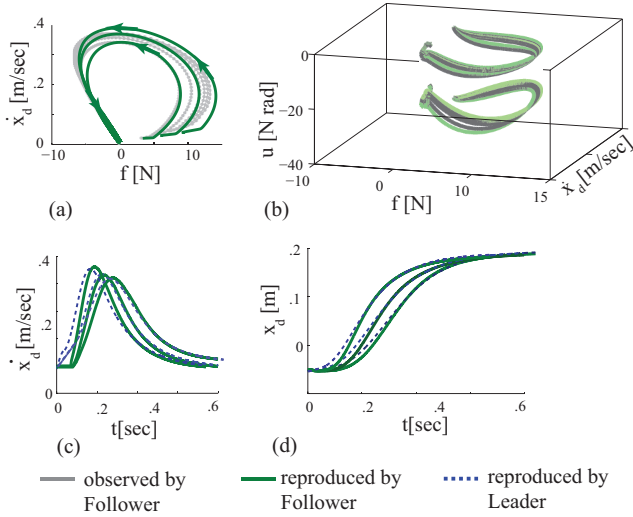 .4
.2
0
ẋd [m/sec]
−10
0
10
f [N]
(a)
0
−20
−40
u [N rad]
−10
0
10
15
f [N]
ẋd [m/sec]
(b)
.4
.2
0
ẋd [m/sec]
0
.2
.4
.6
t[sec]
(c)
.2
.1
0
xd [m]
0
.2
.4
.6
t[sec]
(d)
observed by
Follower
reproduced by
Follower
reproduced by
Leader